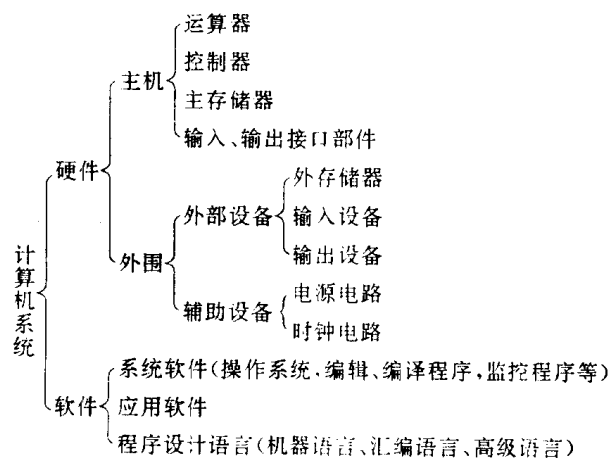 运算器
控制器
主机
主存储器
输入、输出接口部件
硬件
外存储器
外部设备
输入设备
输出设备
外围
电源电路
辅助设备
时钟电路
计算机系统
系统软件(操作系统,编辑、编译程序,监控程序等)
软件
应用软件
程序设计语言(机器语言、汇编语言、高级语言)